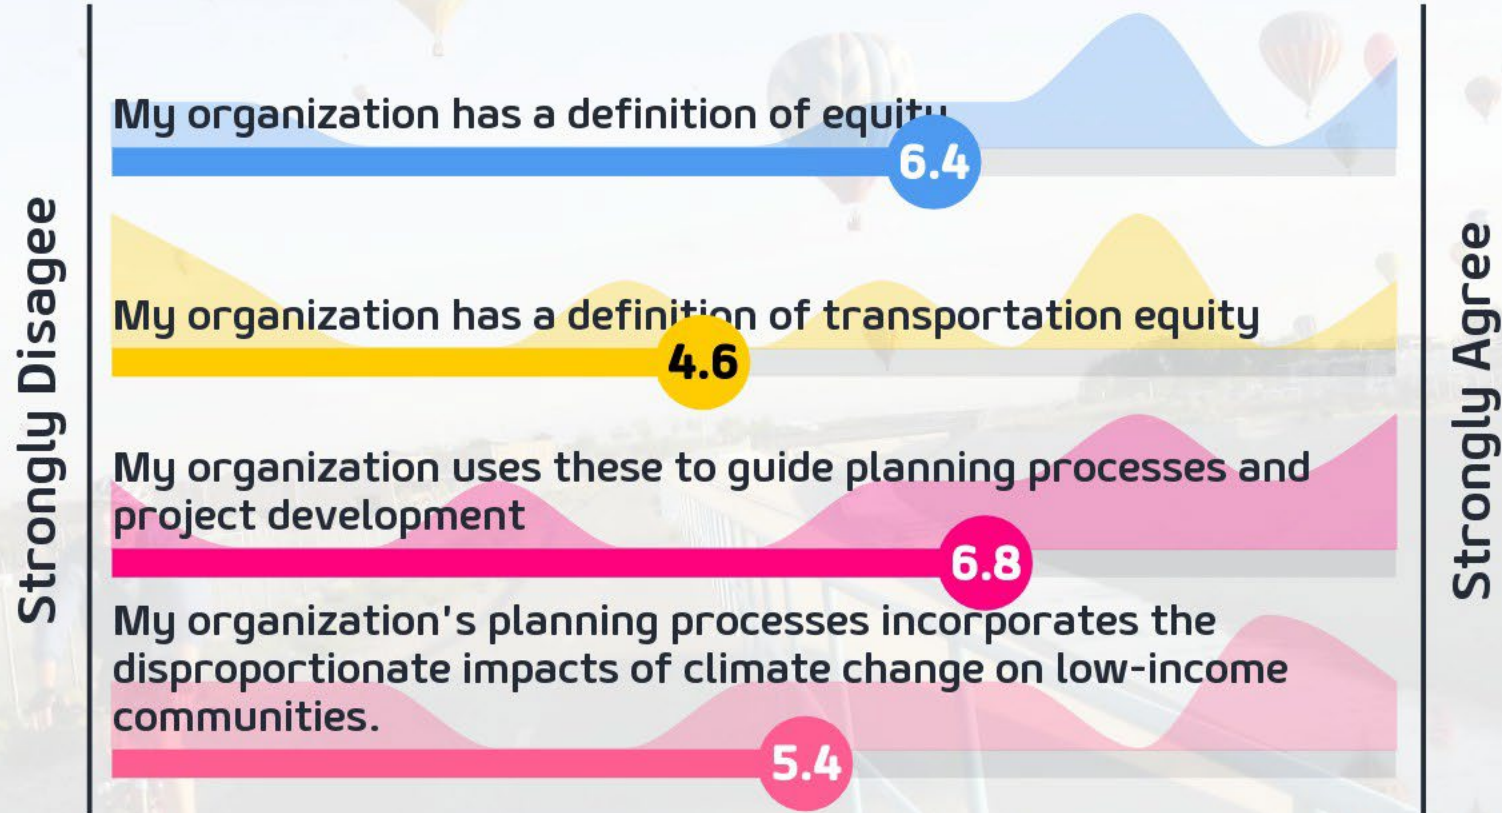 Strongly Disagee
My organization has a definition of equity
6.4
My organization has a definition of transportation equity
4.6
My organization uses these to guide planning processes and
project development
6.8
My organization's planning processes incorporates the
disproportionate impacts of climate change on low-income
communities.
5.4
Strongly Agree